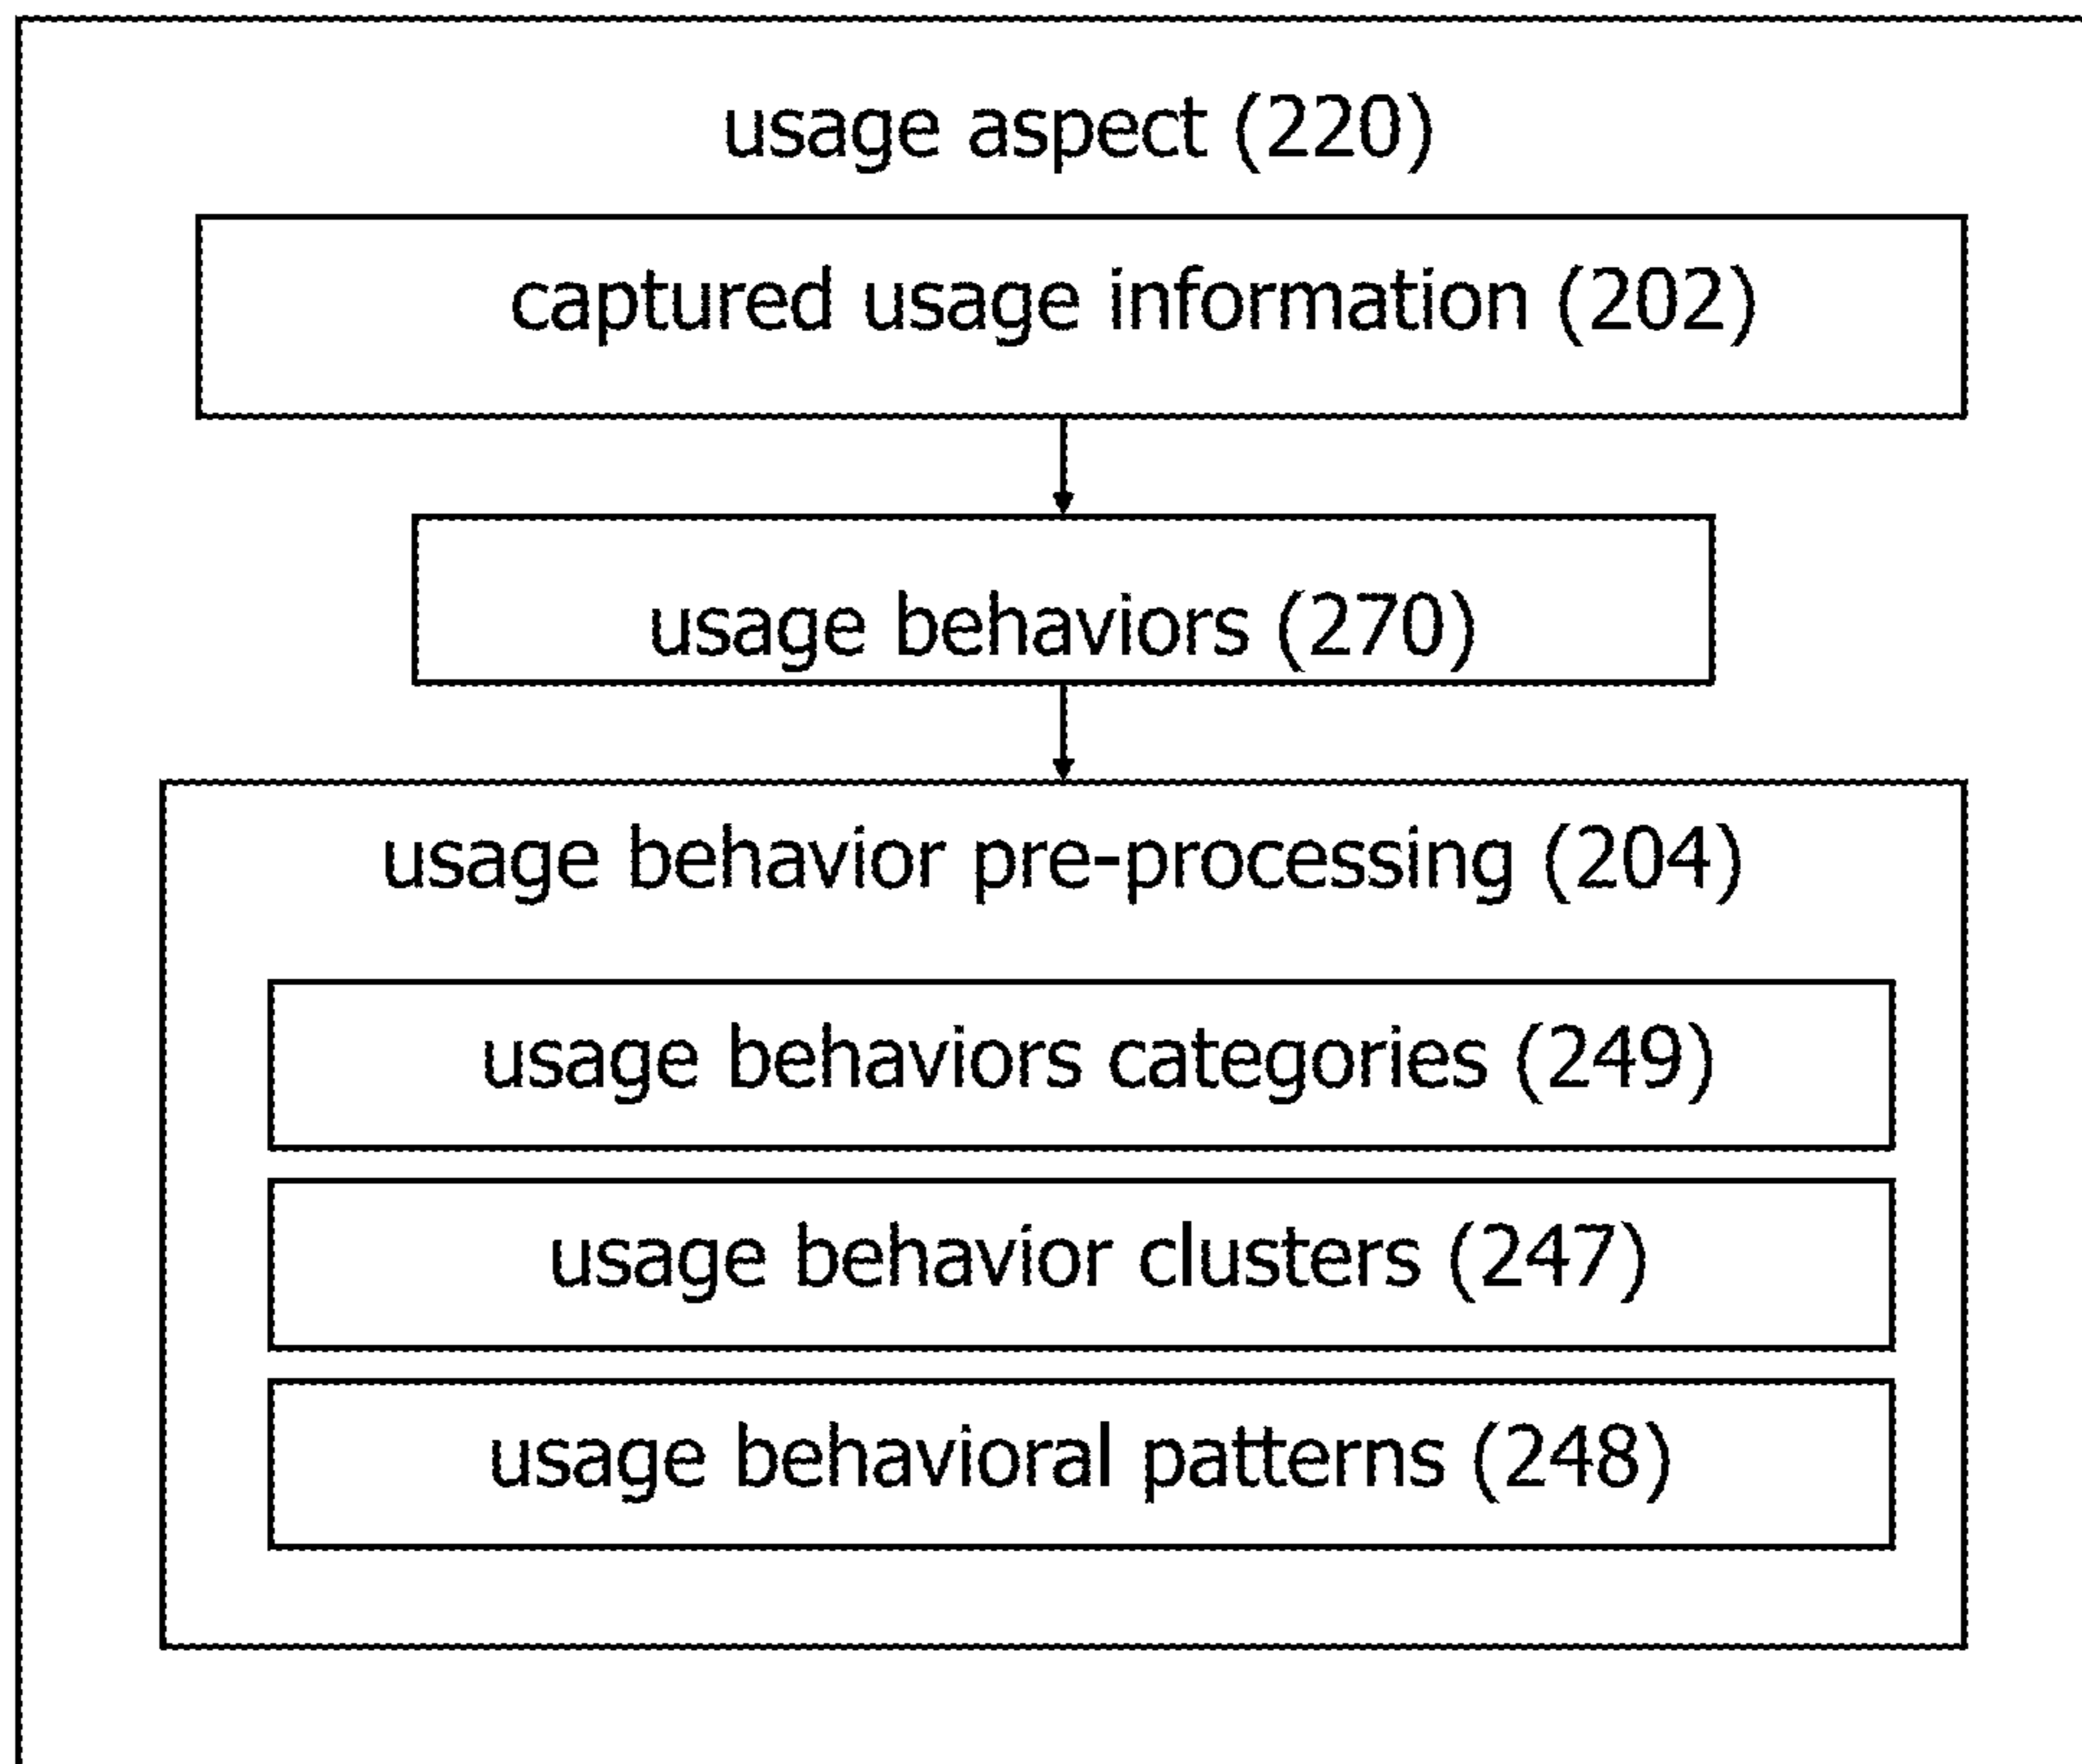 usage aspect (220)
captured usage information (202)
usage behaviors (270)
usage behavior pre-processing (204)
usage behaviors categories (249)
usage behavior clusters (247)
usage behavioral patterns (248)